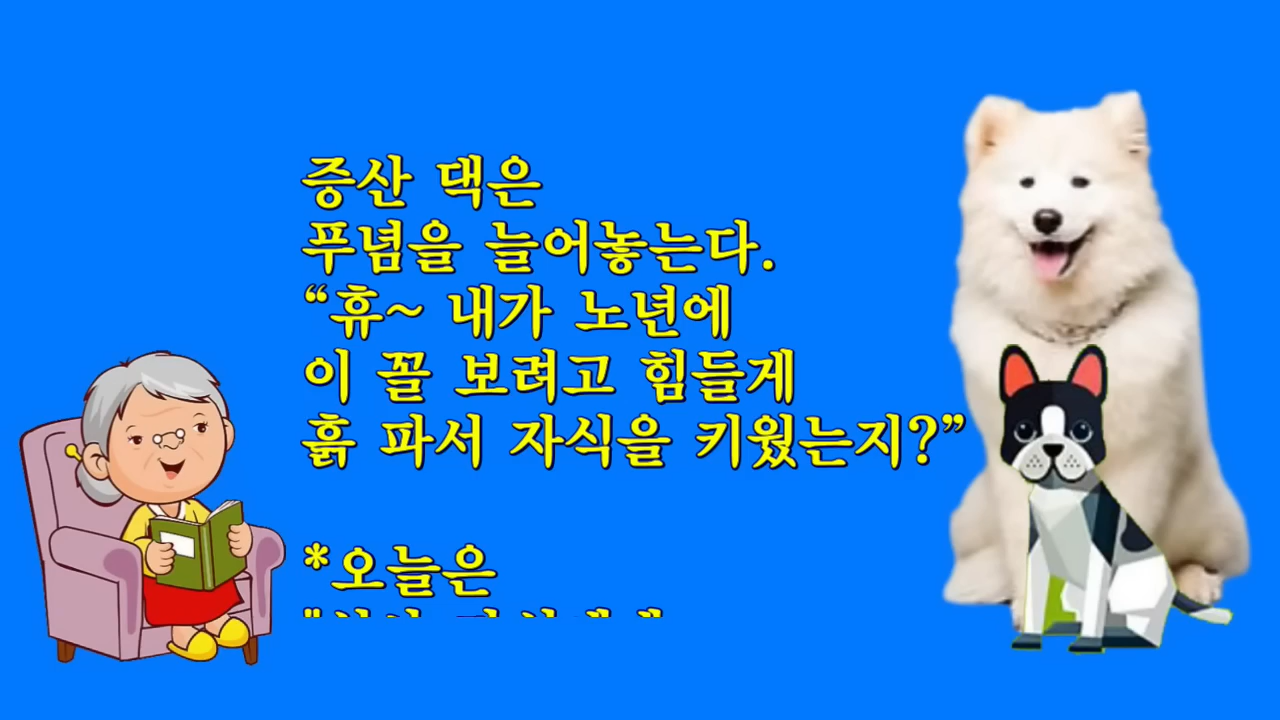 증산 댁은
푸념을 늘어놓는다.
“휴~ 내가 노년에
이 꼴 보려고 힘들게
흙 파서 자식을 키웠는지?”
*오늘은